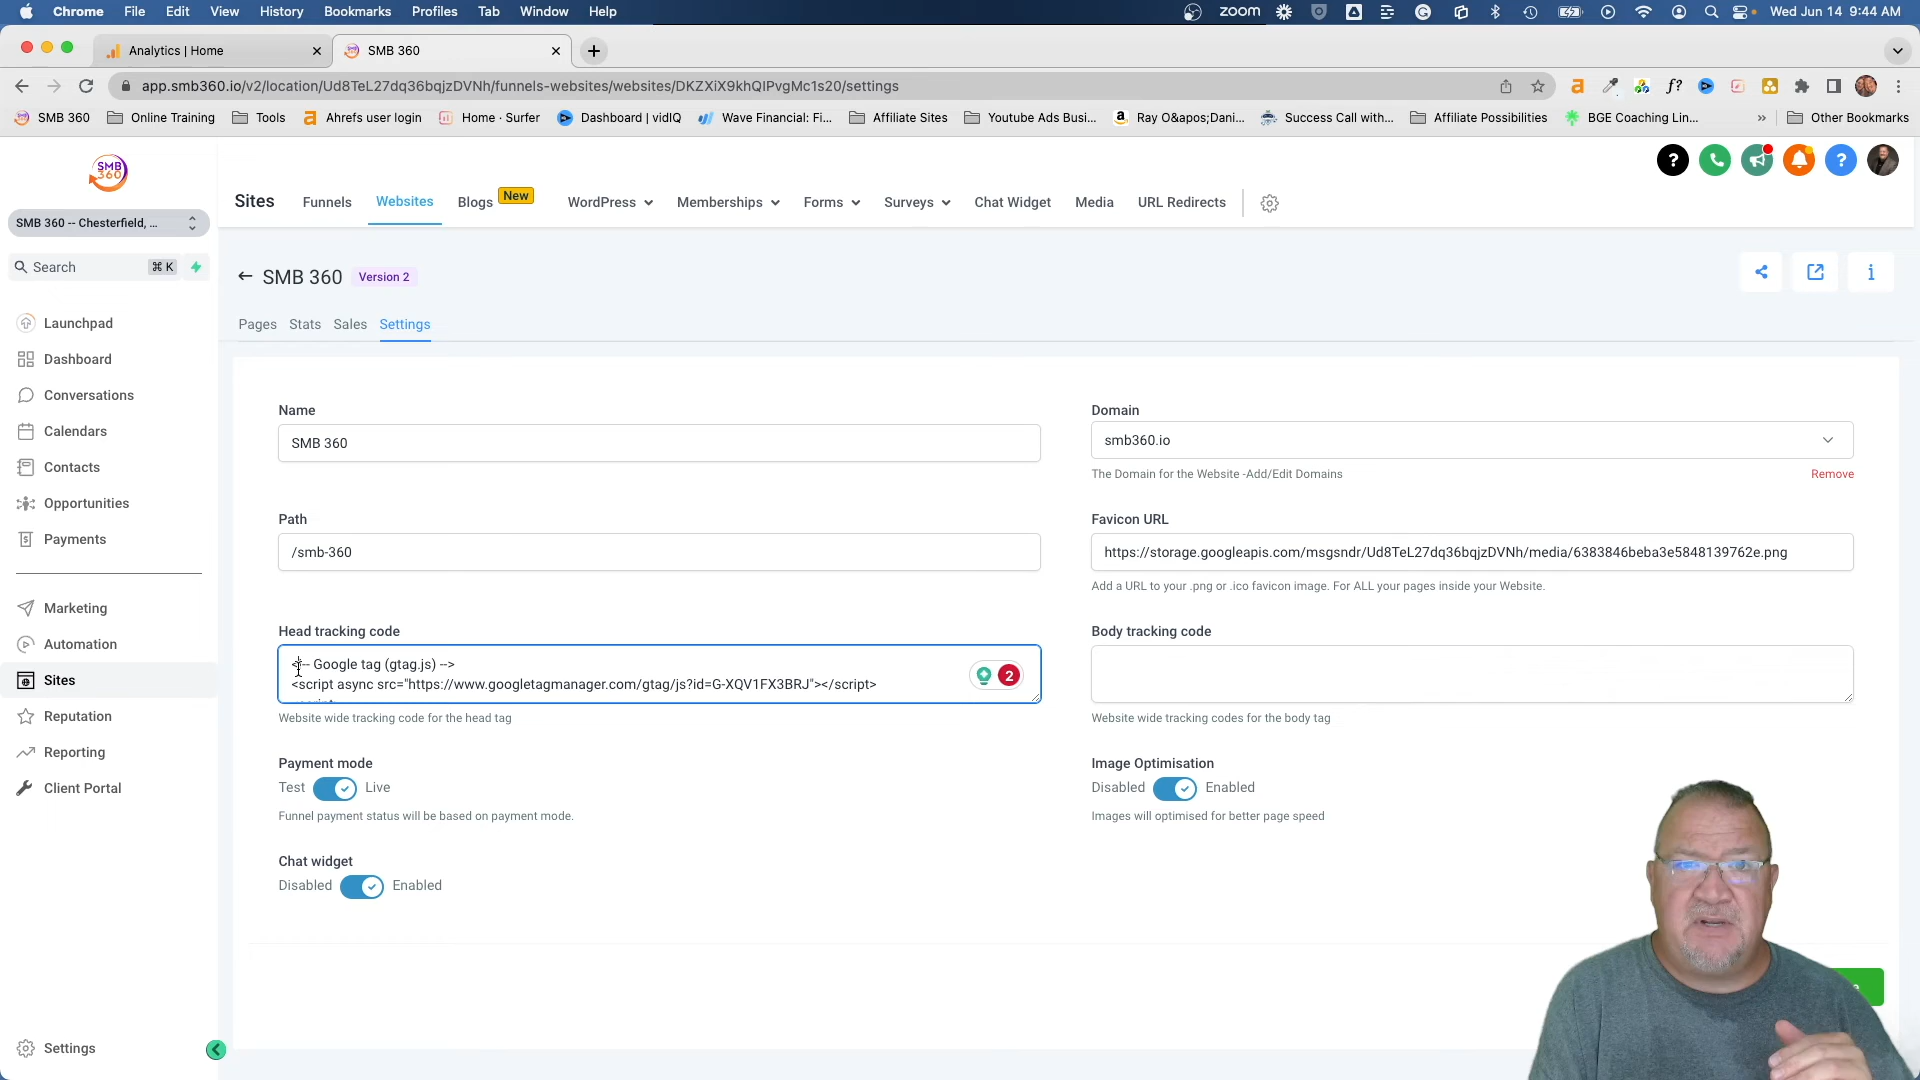 Chrome File Edit View History Bookmarks Profiles Tab Window Help
zoom
Wed Jun 14 9:44 AM
Analytics | Home
SMB 360
app.smb360.io/v2/location/Ud8TeL27dq36bqjzDVNh/funnels-websites/websites/DKZXiX9khQIPvgMc1s20/settings
SMB 360 Online Training Tools Ahrefs user login Home · Surfer Dashboard | vidIQ Wave Financial: Fi... Affiliate Sites Youtube Ads Busi... Ray O&apos;Dani... Success Call with... Affiliate Possibilities BGE Coaching Lin... » Other Bookmarks
SMB
360
Sites Funnels Websites Blogs New WordPress Memberships Forms Surveys Chat Widget Media URL Redirects
SMB 360 -- Chesterfield, ...
Search ⌘ K
Launchpad
Dashboard
Conversations
Calendars
Contacts
Opportunities
Payments
Marketing
Automation
Sites
Reputation
Reporting
Client Portal
Settings
SMB 360 Version 2
Pages Stats Sales Settings
Name
SMB 360
Domain
smb360.io
The Domain for the Website -Add/Edit Domains
Remove
Path
/smb-360
Favicon URL
https://storage.googleapis.com/msgsndr/Ud8TeL27dq36bqjzDVNh/media/6383846beba3e5848139762e.png
Add a URL to your .png or .ico favicon image. For ALL your pages inside your Website.
Head tracking code
<!-- Google tag (gtag.js) -->
<script async src="https://www.googletagmanager.com/gtag/js?id=G-XQV1FX3BRJ"></script>
2
Website wide tracking code for the head tag
Body tracking code
Website wide tracking codes for the body tag
Payment mode
Test Live
Funnel payment status will be based on payment mode.
Image Optimisation
Disabled Enabled
Images will optimised for better page speed
Chat widget
Disabled Enabled